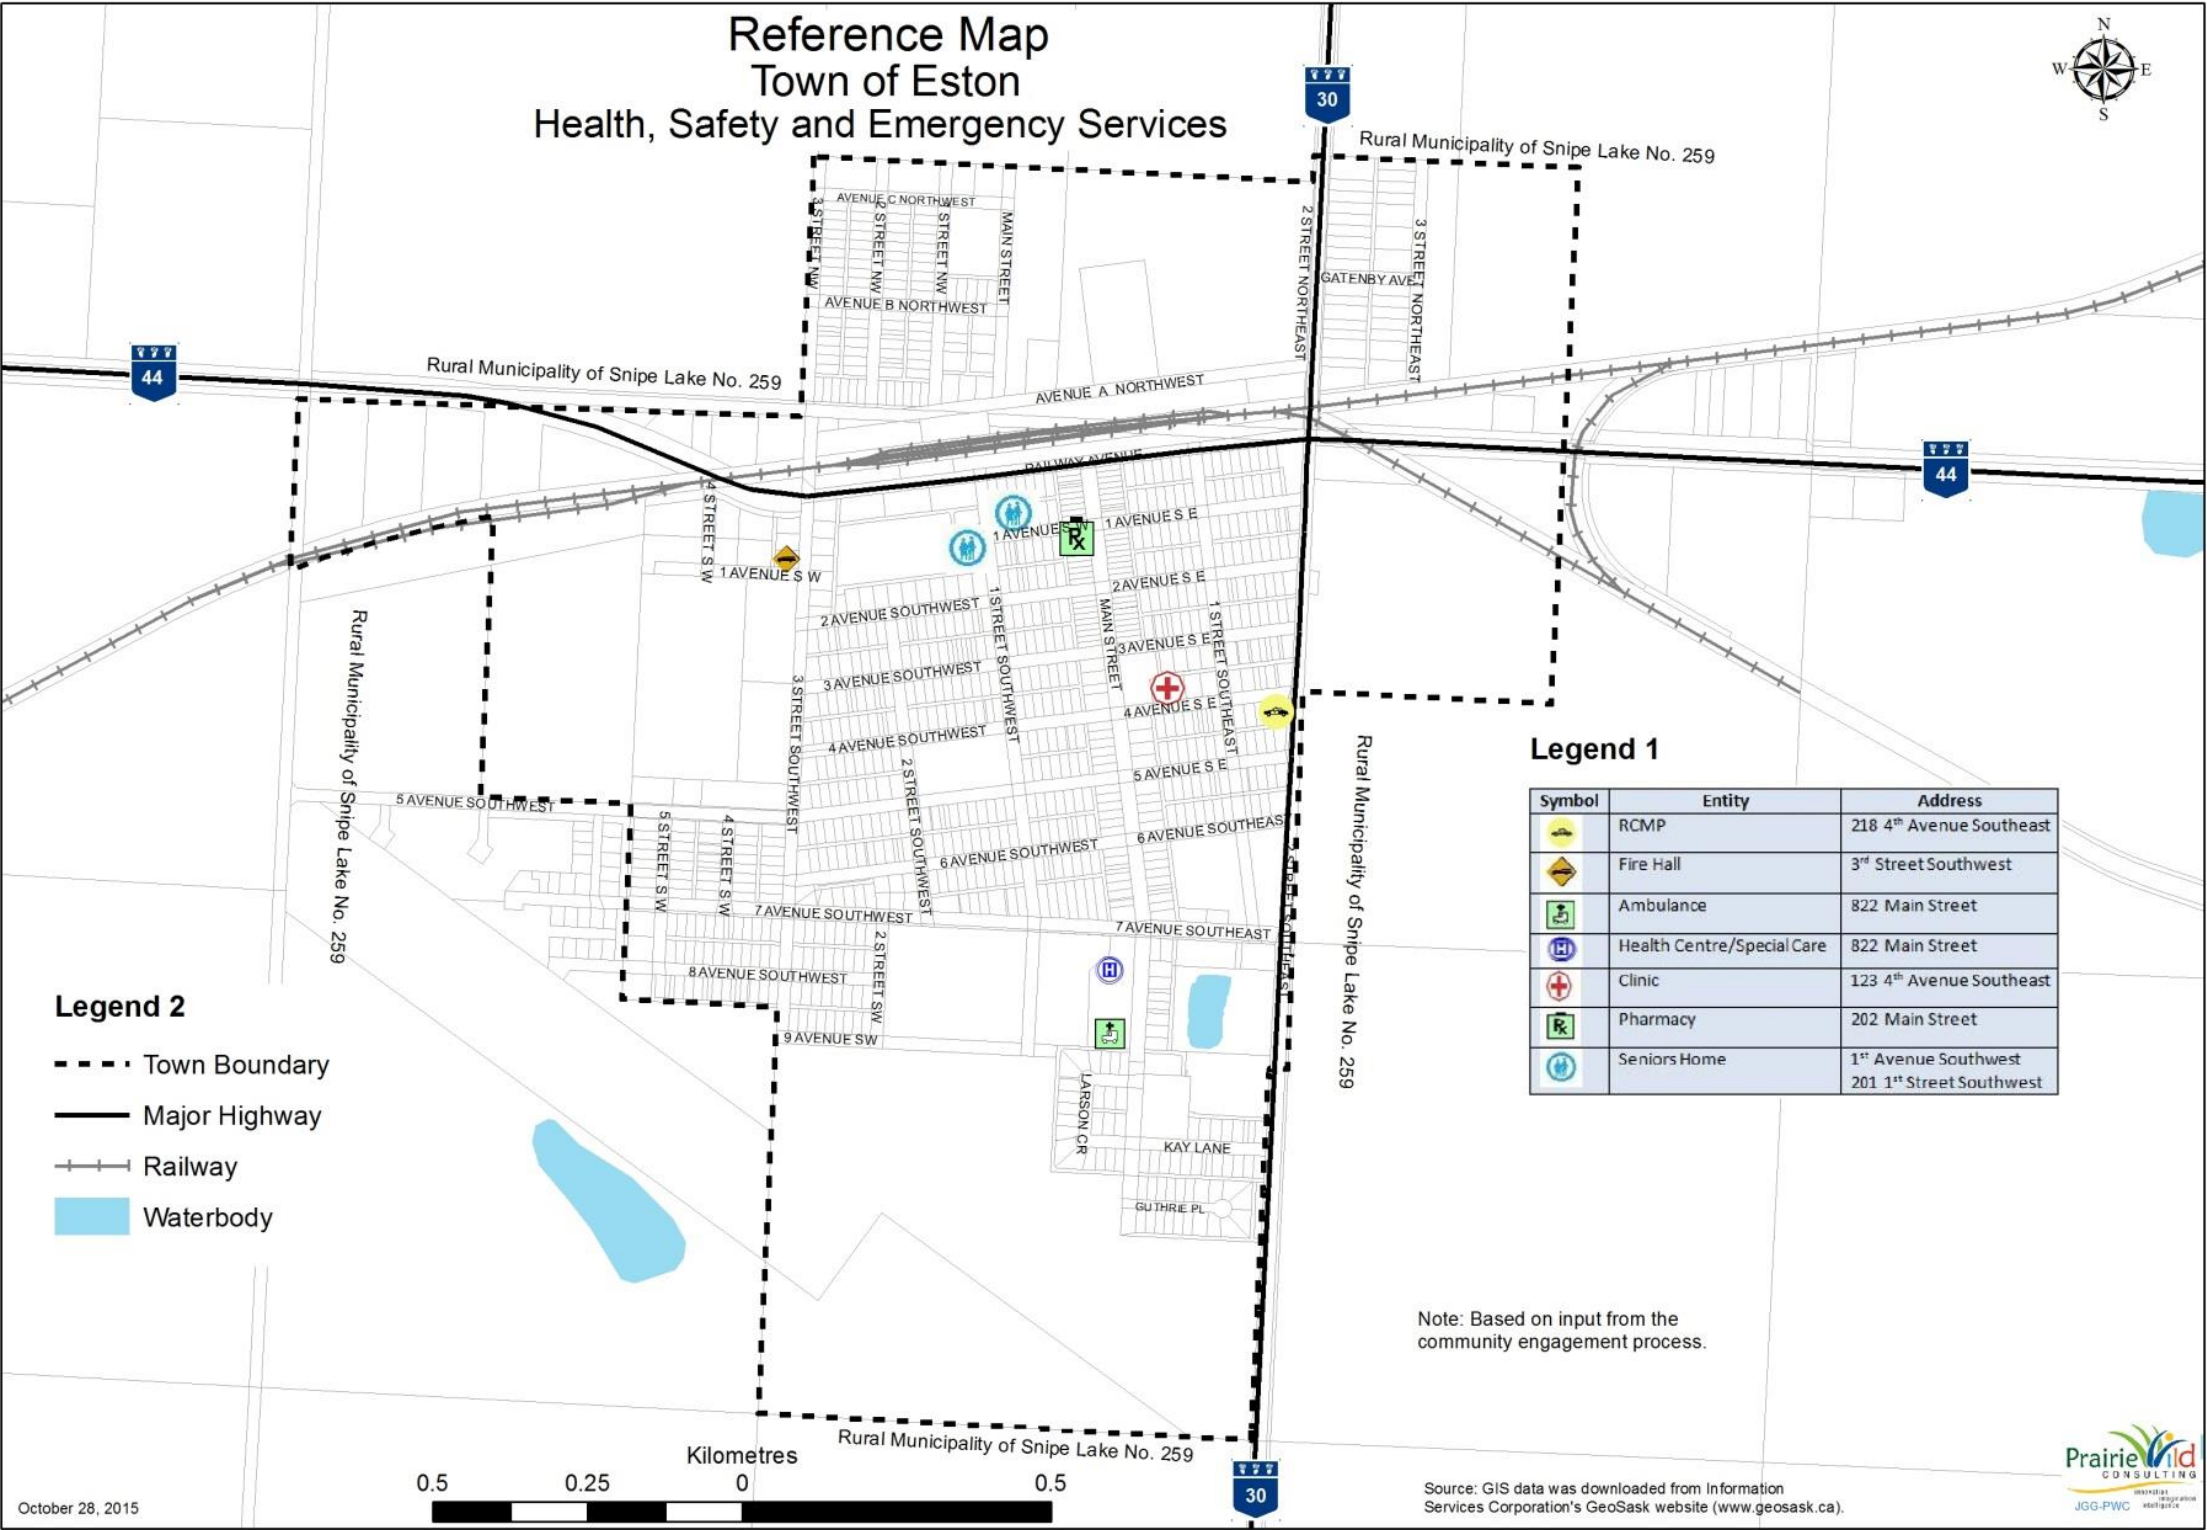 Reference Map
Town of Eston
Health, Safety and Emergency Services
N
W
E
S
30
Rural Municipality of Snipe Lake No. 259
AVENUE C NORTHWEST
3 STREET NW
2 STREET NW
1 STREET NW
MAIN STREET
2 STREET NORTHEAST
3 STREET NORTHEAST
GATENBY AVE
AVENUE B NORTHWEST
44
Rural Municipality of Snipe Lake No. 259
AVENUE A NORTHWEST
RAILWAY AVENUE
44
4 STREET S W
1 AVENUE S W
1 AVENUE S E
Rx
1 AVENUE S W
2 AVENUE S E
2 AVENUE SOUTHWEST
1 STREET SOUTHWEST
MAIN STREET
1 STREET SOUTHEAST
3 AVENUE S E
3 AVENUE SOUTHWEST
3 STREET SOUTHWEST
4 AVENUE S E
4 AVENUE SOUTHWEST
Rural Municipality of Snipe Lake No. 259
Rural Municipality of Snipe Lake No. 259
2 STREET SOUTHWEST
5 AVENUE S E
5 AVENUE SOUTHWEST
5 STREET S W
4 STREET S W
6 AVENUE SOUTHEAST
6 AVENUE SOUTHWEST
2 STREET SOUTHEAST
7 AVENUE SOUTHWEST
7 AVENUE SOUTHEAST
2 STREET SW
H
8 AVENUE SOUTHWEST
9 AVENUE SW
LARSON CR
KAY LANE
GUTHRIE PL
Legend 1
Symbol Entity Address
RCMP 218 4th Avenue Southeast
Fire Hall 3rd Street Southwest
Ambulance 822 Main Street
H Health Centre/Special Care 822 Main Street
Clinic 123 4th Avenue Southeast
Rx Pharmacy 202 Main Street
Seniors Home 1st Avenue Southwest
201 1st Street Southwest
Legend 2
Town Boundary
Major Highway
Railway
Waterbody
Note: Based on input from the
community engagement process.
Rural Municipality of Snipe Lake No. 259
Kilometres
0.5 0.25 0 0.5
30
October 28, 2015
Source: GIS data was downloaded from Information
Services Corporation's GeoSask website (www.geosask.ca).
PrairieWild
CONSULTING
innovation
imagination
intelligence
JGG-PWC